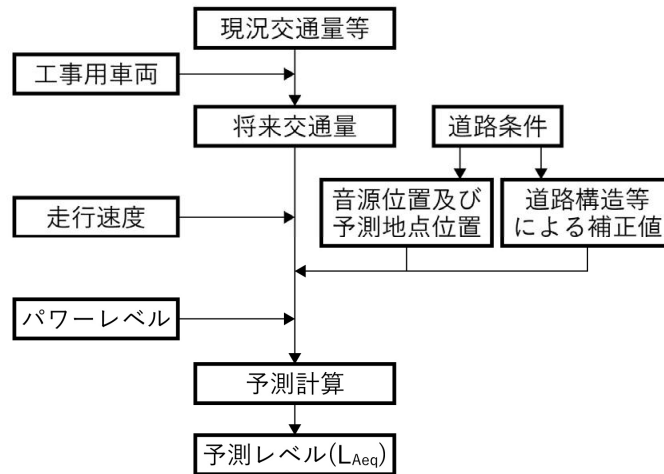 現況交通量等
工事用車両
将来交通量
道路条件
走行速度
音源位置及び
予測地点位置
道路構造等
による補正値
パワーレベル
予測計算
予測レベル(LAeq)